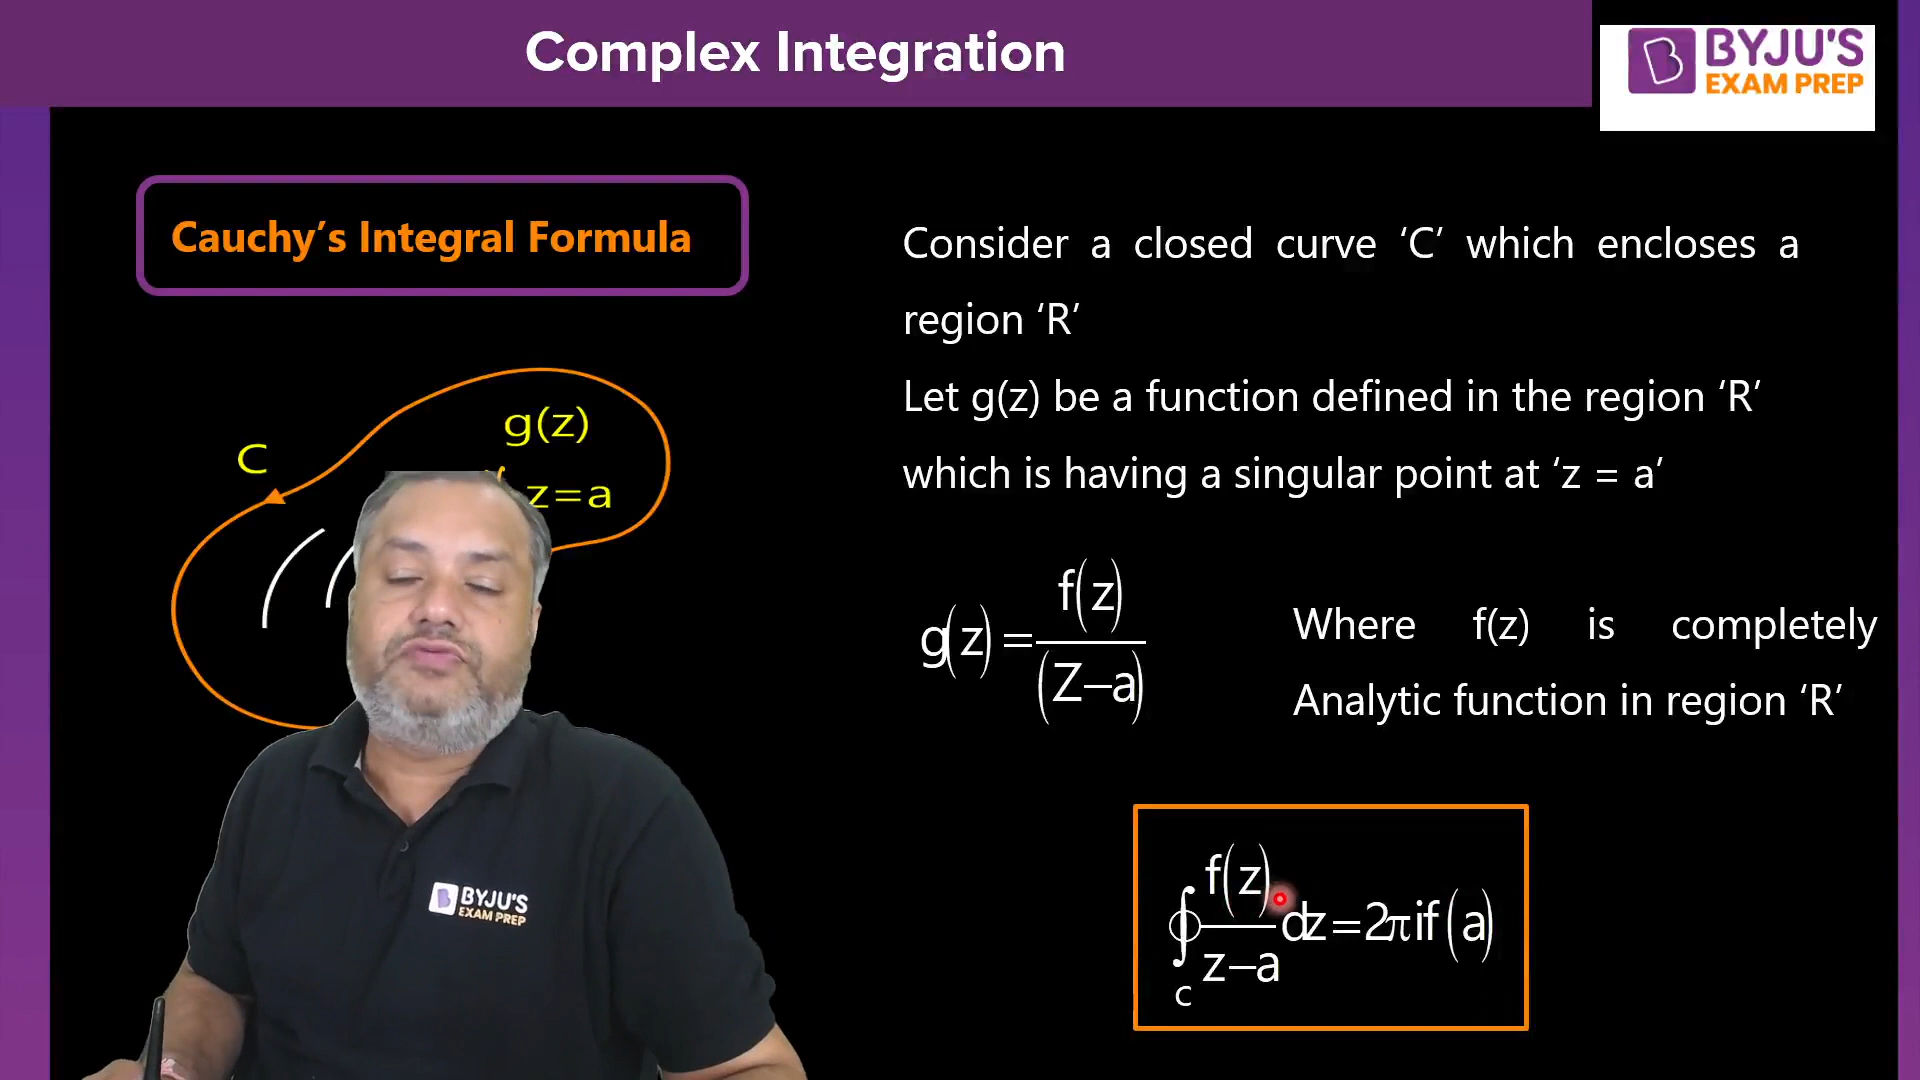 Complex Integration
BYJU'S
EXAM PREP
Cauchy’s Integral Formula
Consider a closed curve ‘C’ which encloses a
region ‘R’
Let g(z) be a function defined in the region ‘R’
which is having a singular point at ‘z = a’
g(z)
C
z=a
g(z) = f(z)/(Z–a)
Where f(z) is completely
Analytic function in region ‘R’
∮c f(z)/(z–a) dz=2πif(a)
BYJU'S
EXAM PREP